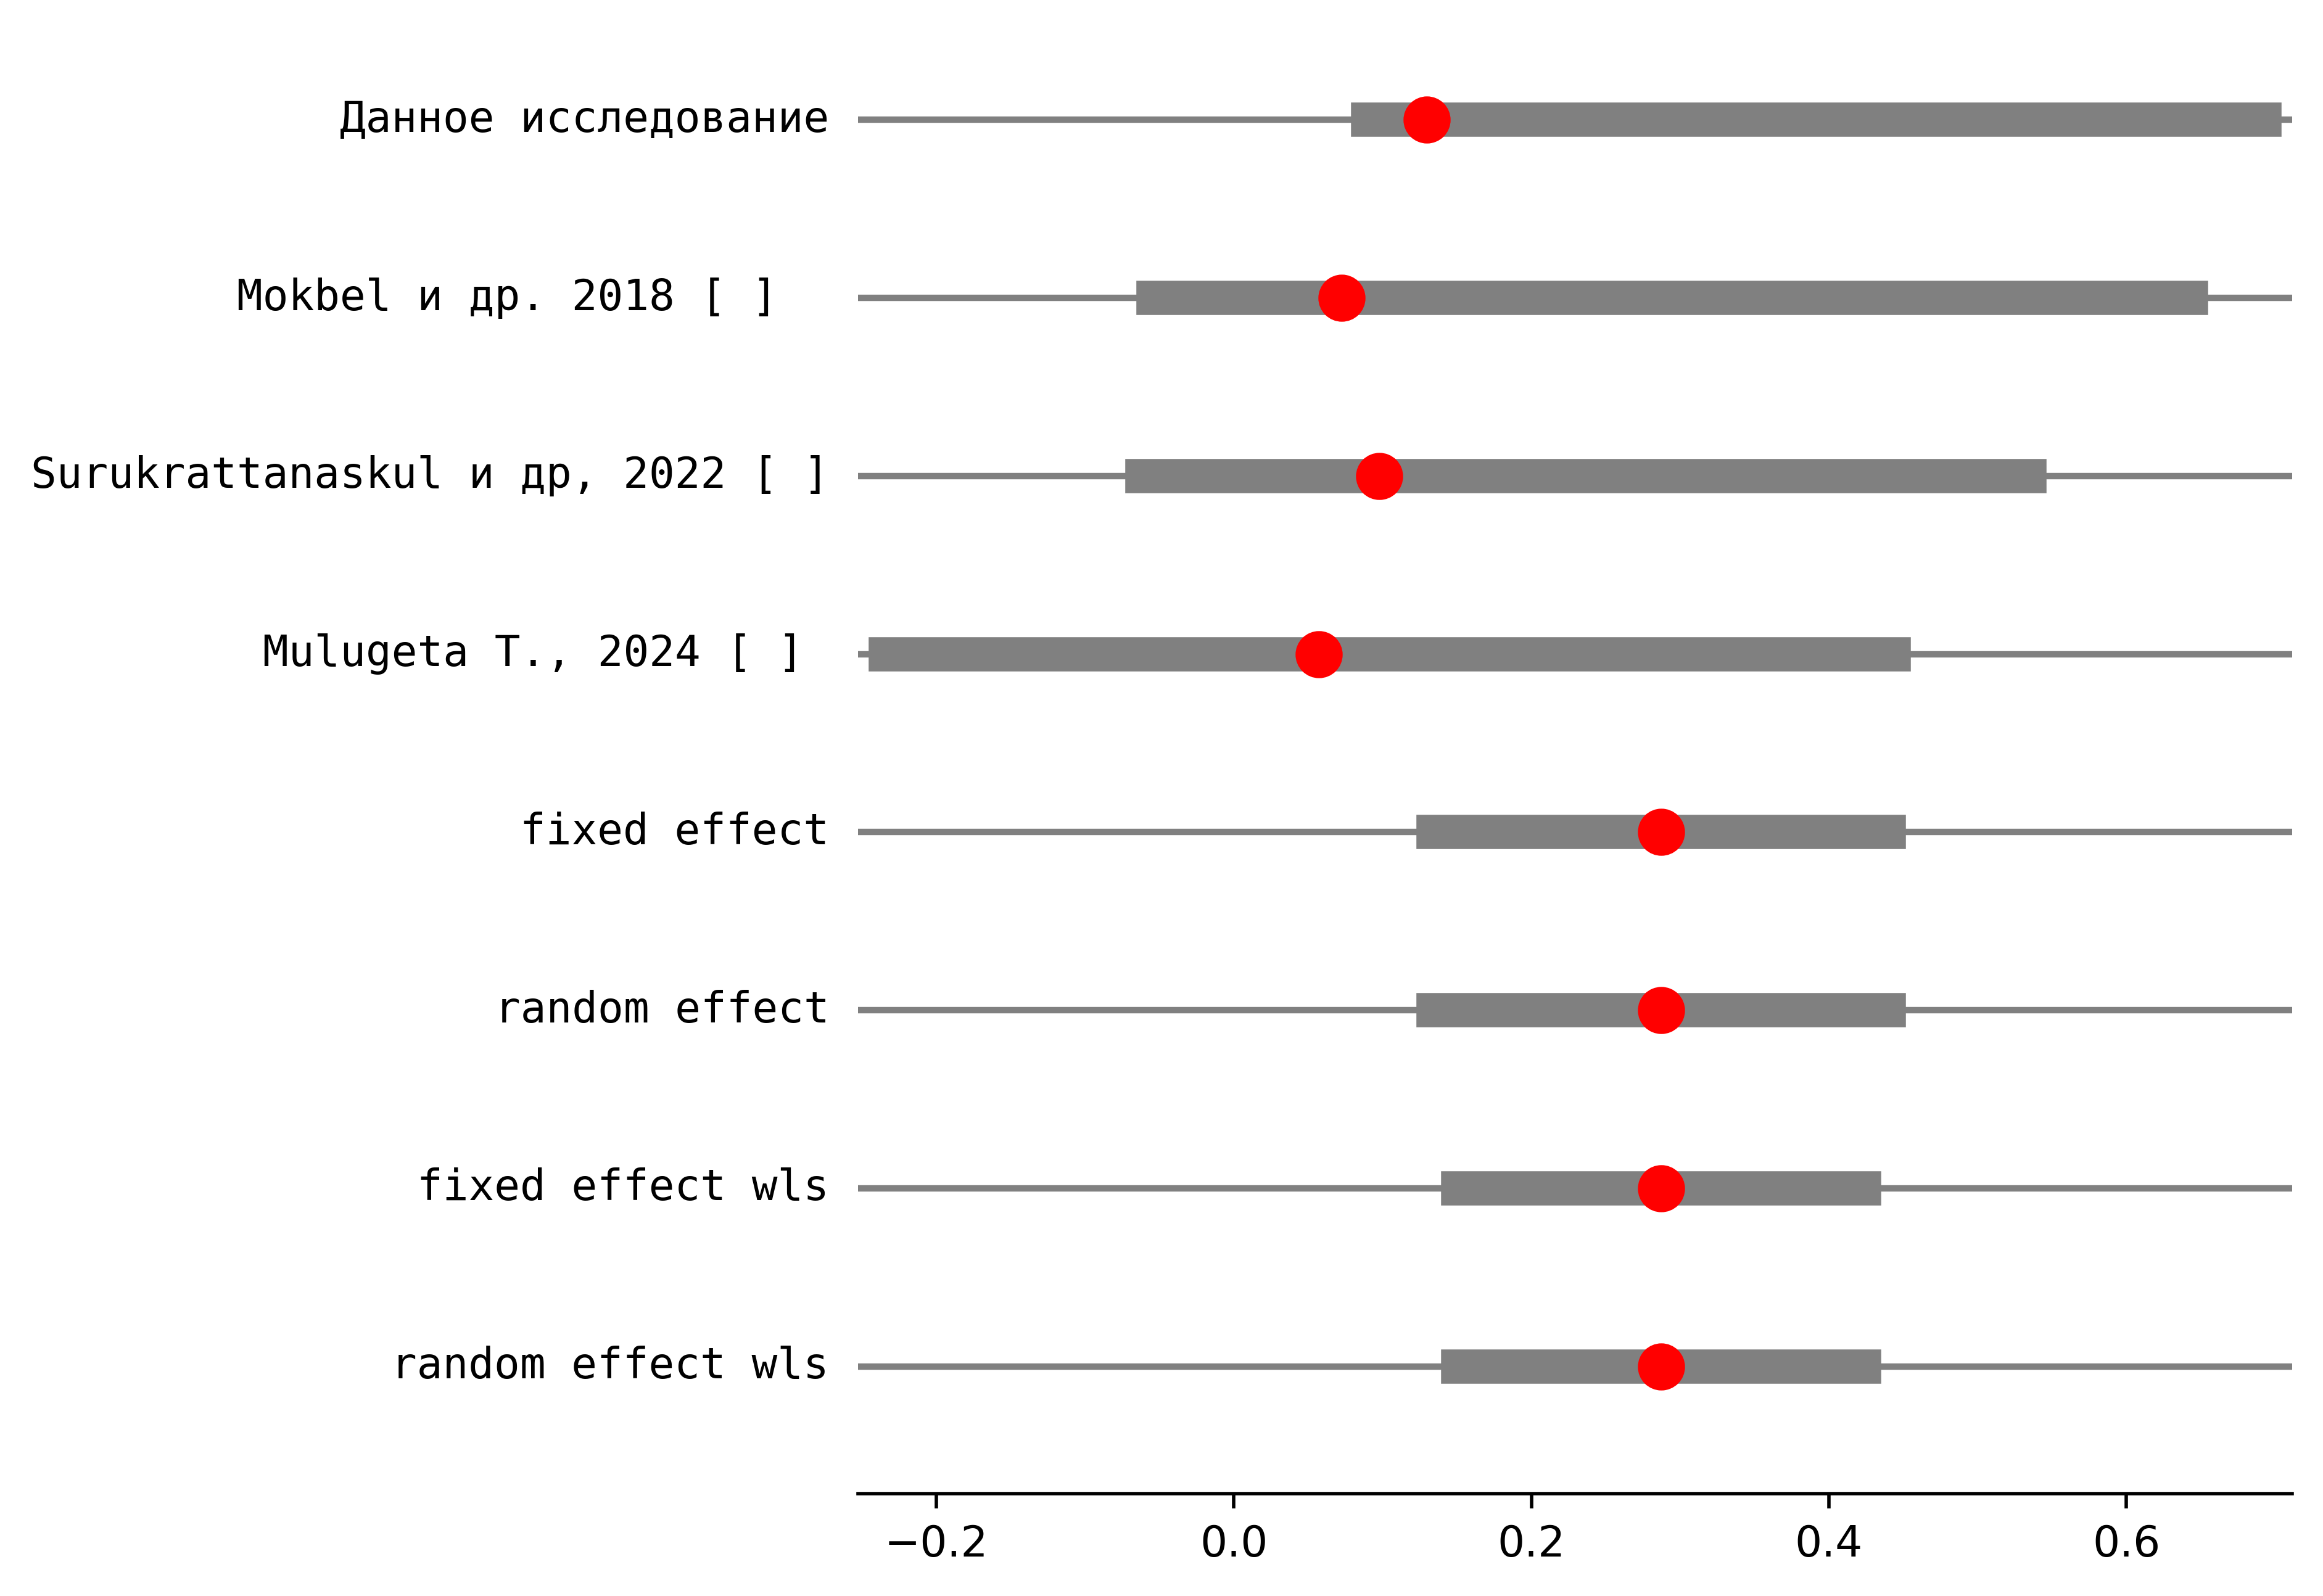 Данное исследование
Mokbel и др. 2018 [ ]
Surukrattanaskul и др, 2022 [ ]
Mulugeta T., 2024 [ ]
fixed effect
random effect
fixed effect wls
random effect wls
−0.2 0.0 0.2 0.4 0.6